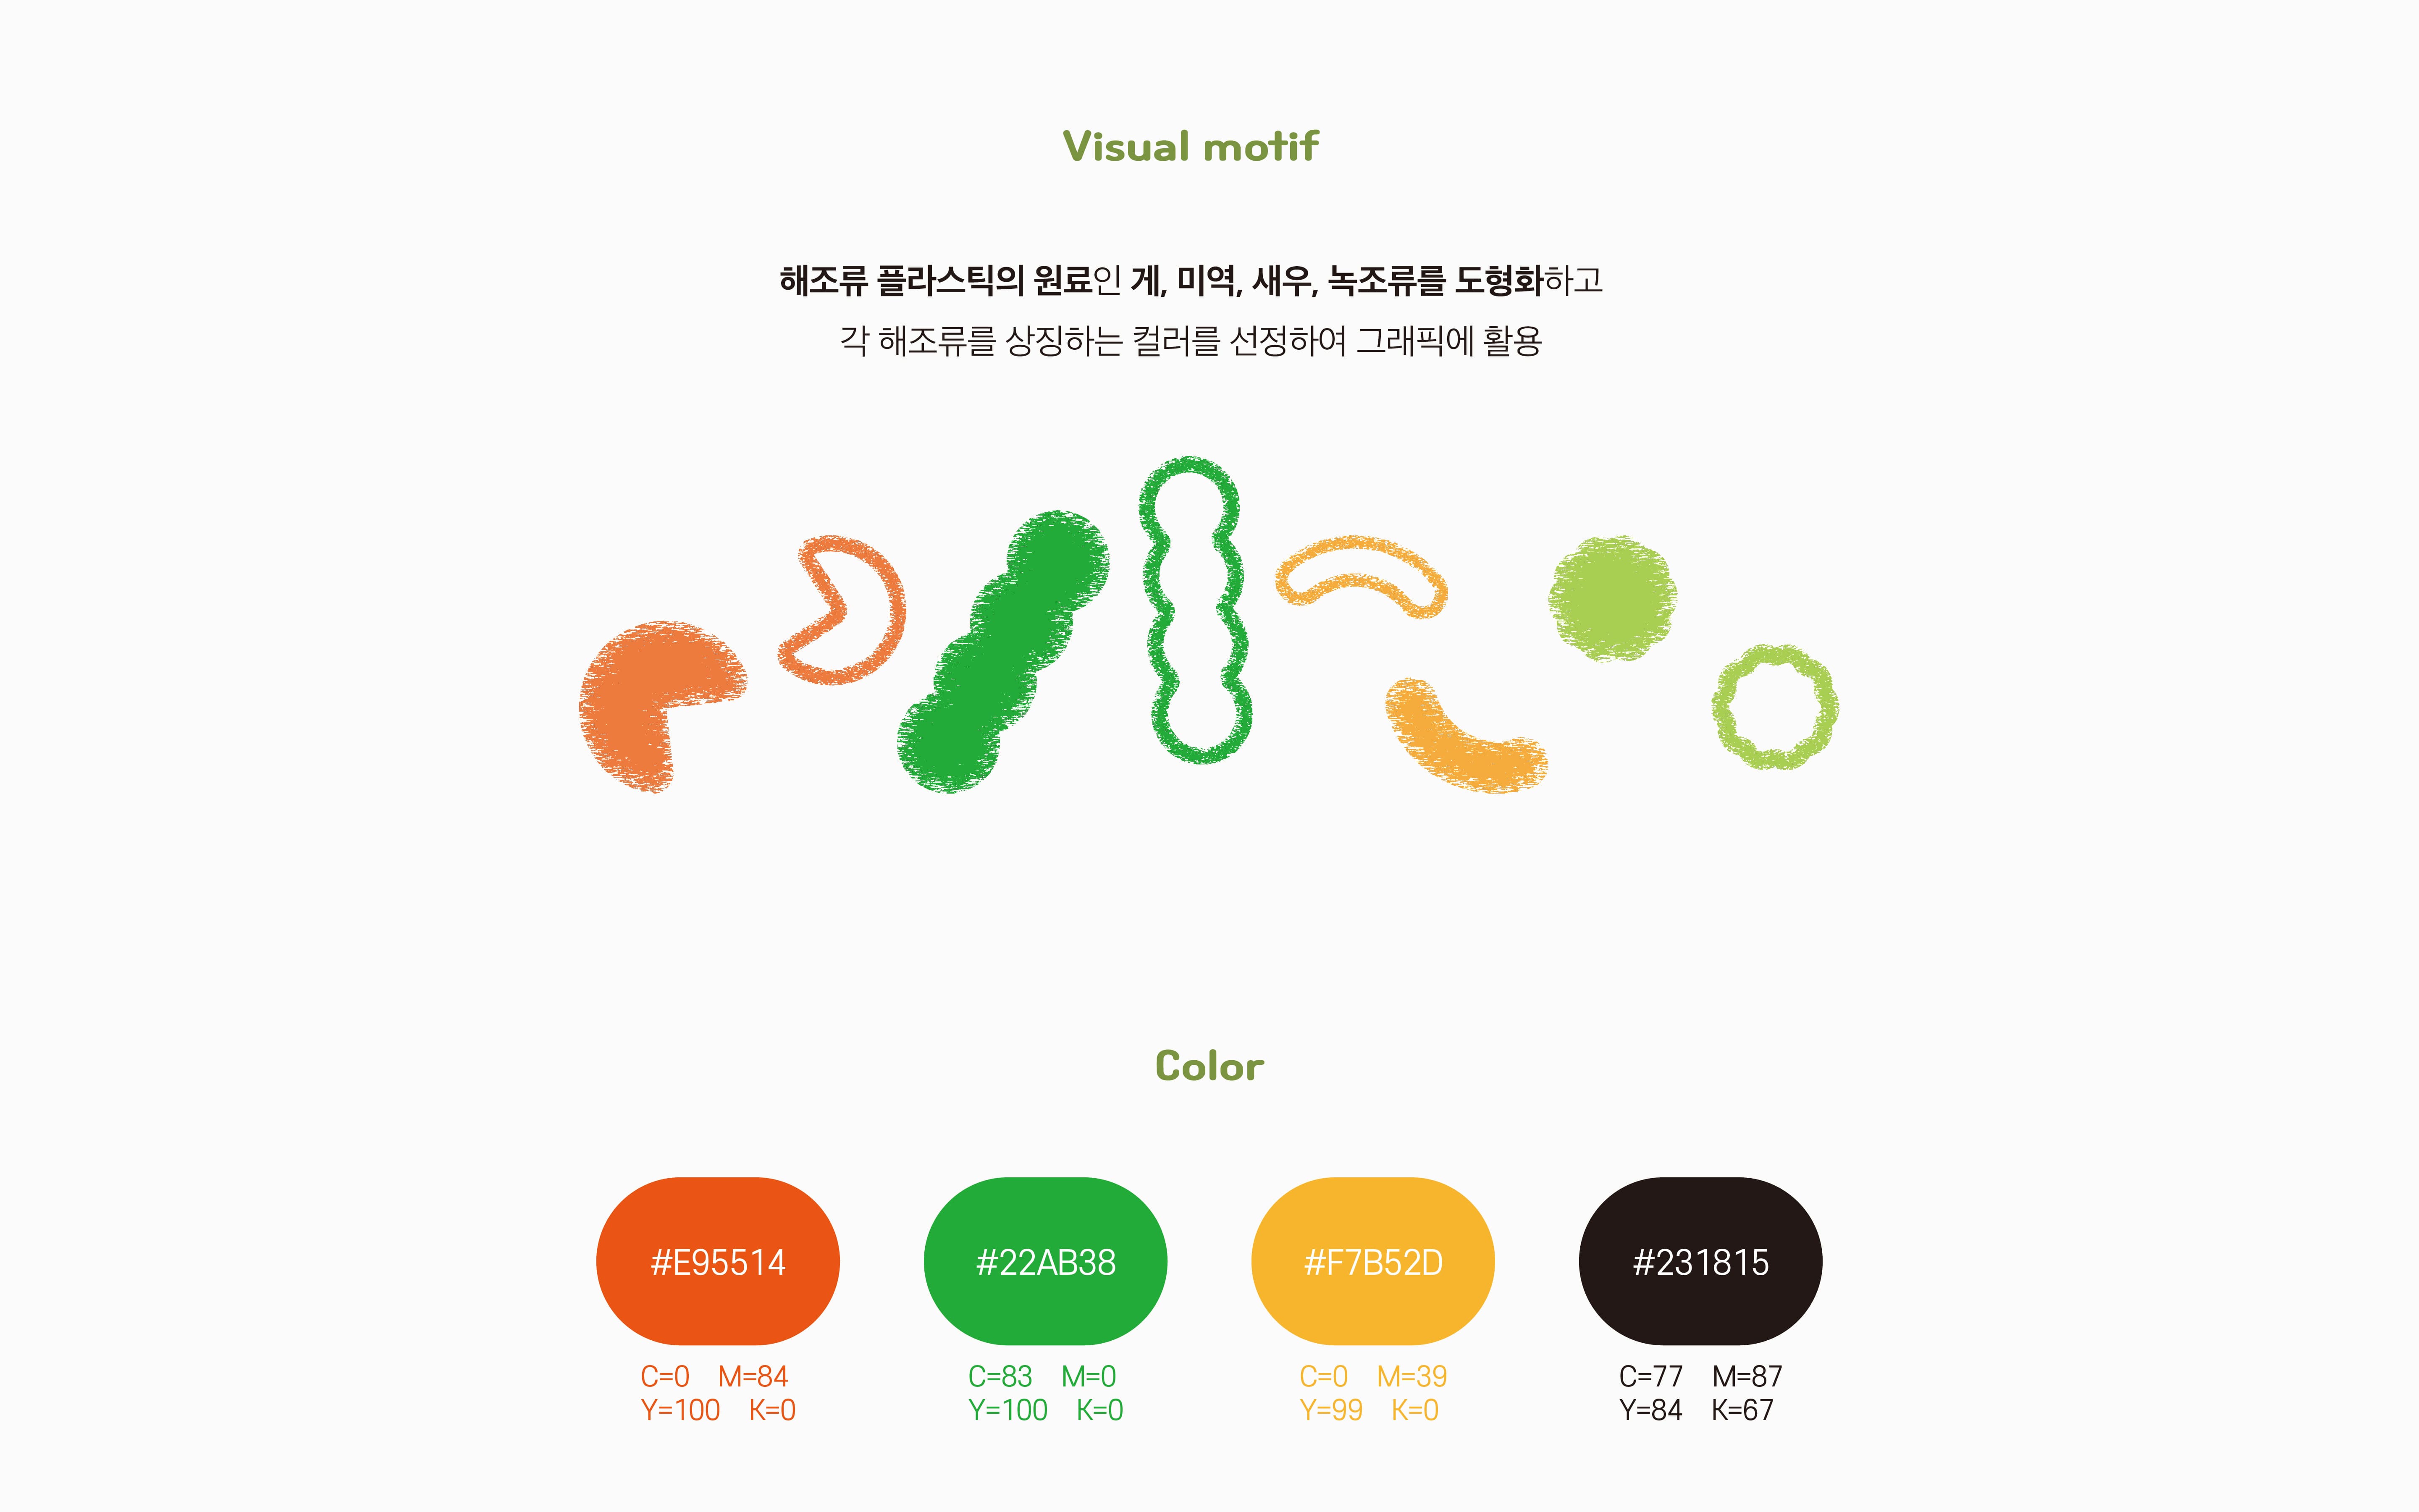 Visual motif
해조류 플라스틱의 원료인 게, 미역, 새우, 녹조류를 도형화하고
각 해조류를 상징하는 컬러를 선정하여 그래픽에 활용
Color
#E95514
#22AB38
#F7B52D
#231815
C=0 M=84
Y=100 K=0
C=83 M=0
Y=100 K=0
C=0 M=39
Y=99 K=0
C=77 M=87
Y=84 K=67